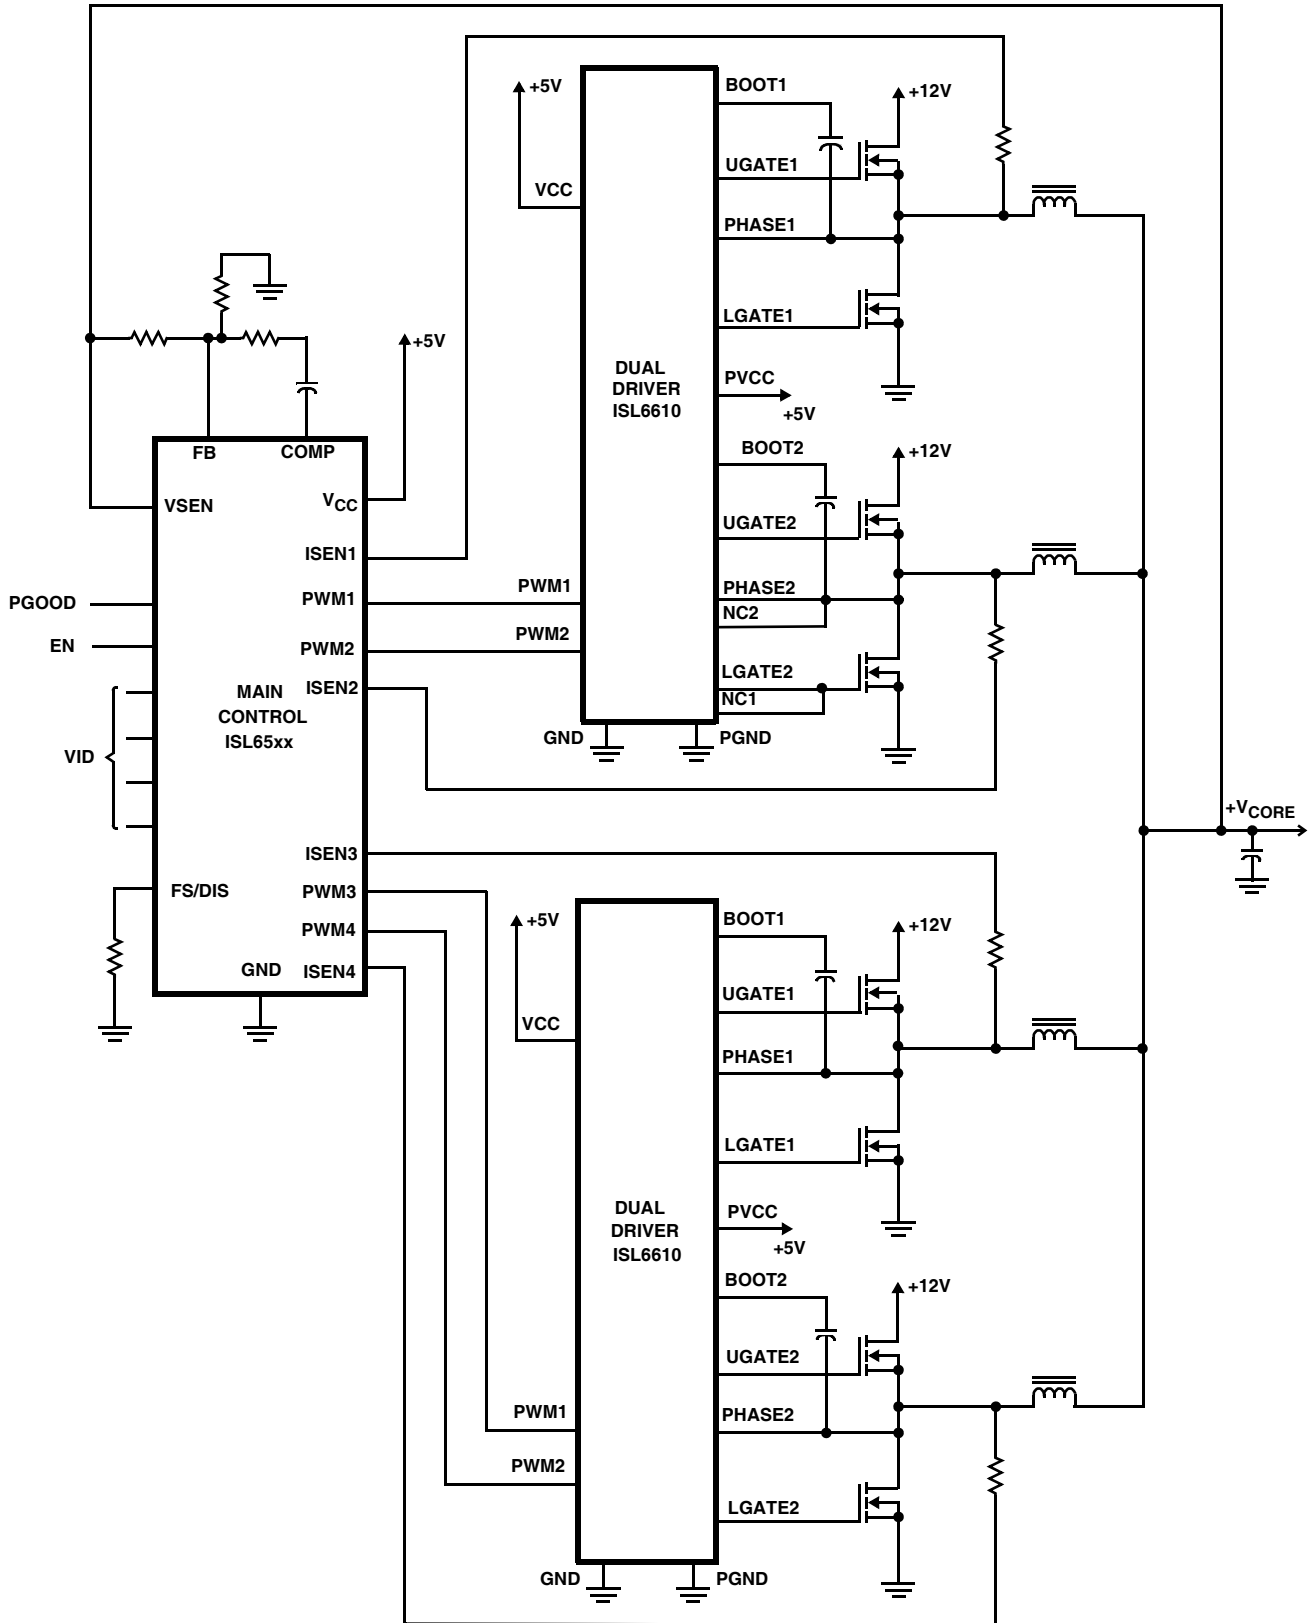 +5V
BOOT1
+12V
UGATE1
VCC
PHASE1
LGATE1
+5V
DUAL
DRIVER
ISL6610
PVCC
+5V
FB
COMP
BOOT2
+12V
VSEN
VCC
UGATE2
ISEN1
PGOOD
PWM1
PWM1
PHASE2
NC2
EN
PWM2
PWM2
ISEN2
LGATE2
NC1
MAIN
CONTROL
ISL65xx
GND
PGND
VID
+VCORE
ISEN3
FS/DIS
PWM3
PWM4
GND
ISEN4
+5V
BOOT1
+12V
UGATE1
VCC
PHASE1
LGATE1
DUAL
DRIVER
ISL6610
PVCC
+5V
BOOT2
+12V
UGATE2
PWM1
PHASE2
PWM2
LGATE2
GND
PGND